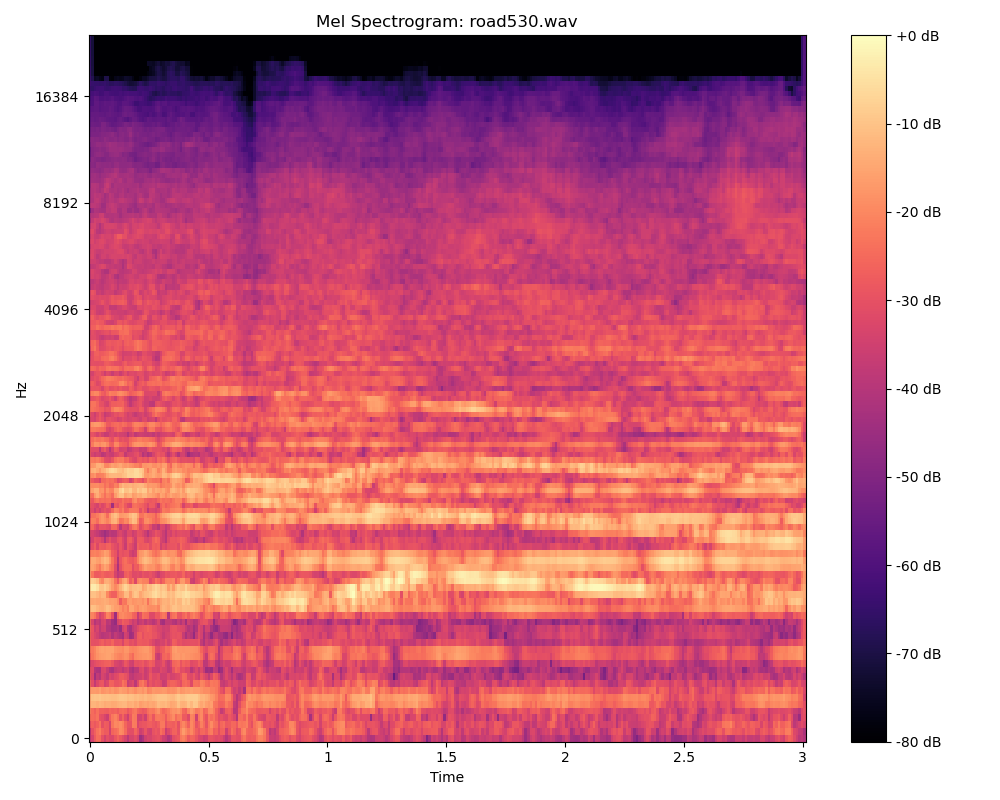 Mel Spectrogram: road530.wav
+0 dB
16384
-10 dB
-20 dB
8192
-30 dB
4096
Hz
-40 dB
2048
-50 dB
1024
-60 dB
512
-70 dB
0
-80 dB
0 0.5 1 1.5 2 2.5 3
Time